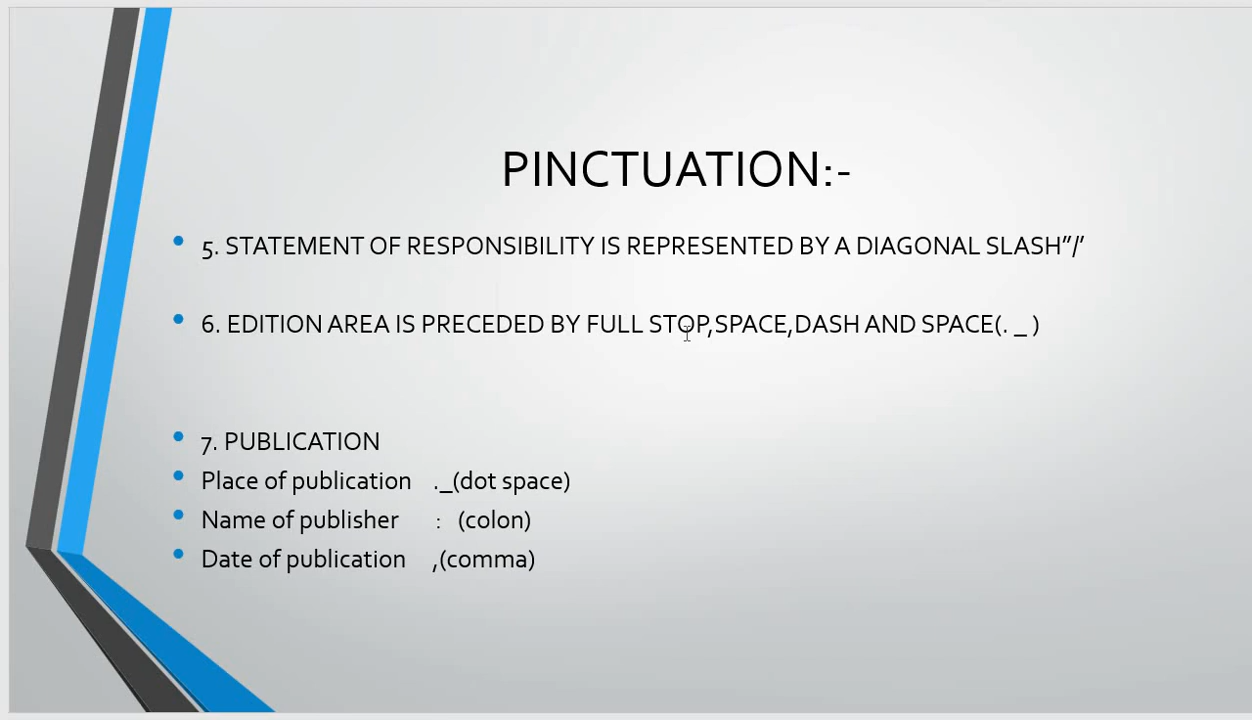 PINCTUATION:-
• 5. STATEMENT OF RESPONSIBILITY IS REPRESENTED BY A DIAGONAL SLASH”/’
• 6. EDITION AREA IS PRECEDED BY FULL STOP,SPACE,DASH AND SPACE(. _ )
• 7. PUBLICATION
• Place of publication ._(dot space)
• Name of publisher : (colon)
• Date of publication ,(comma)